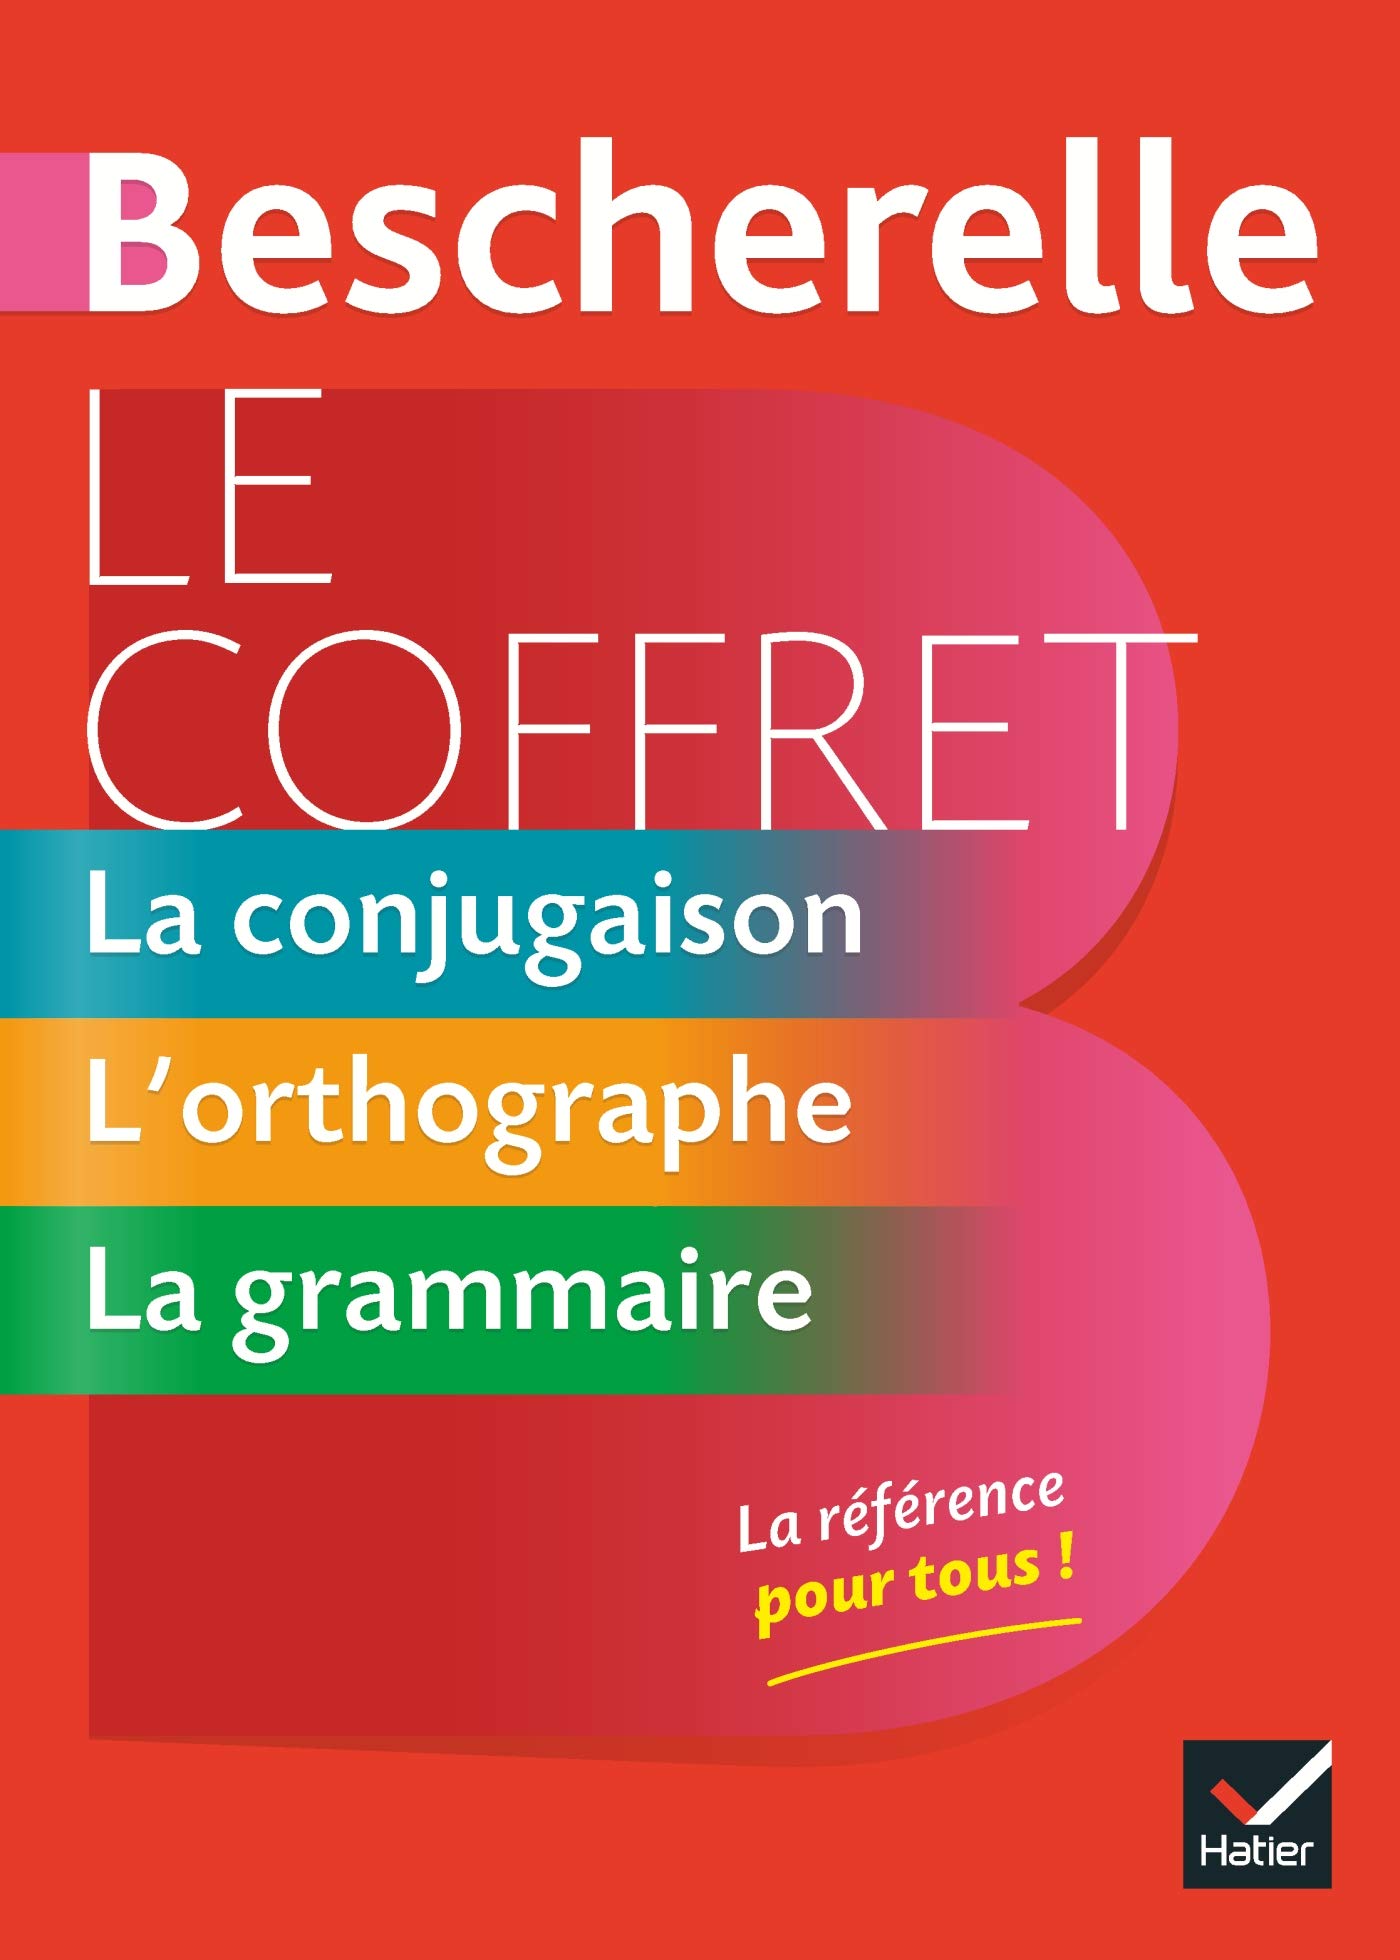 Bescherelle
LE
COFFRET
La conjugaison
L'orthographe
La grammaire
La référence
pour tous !
Hatier